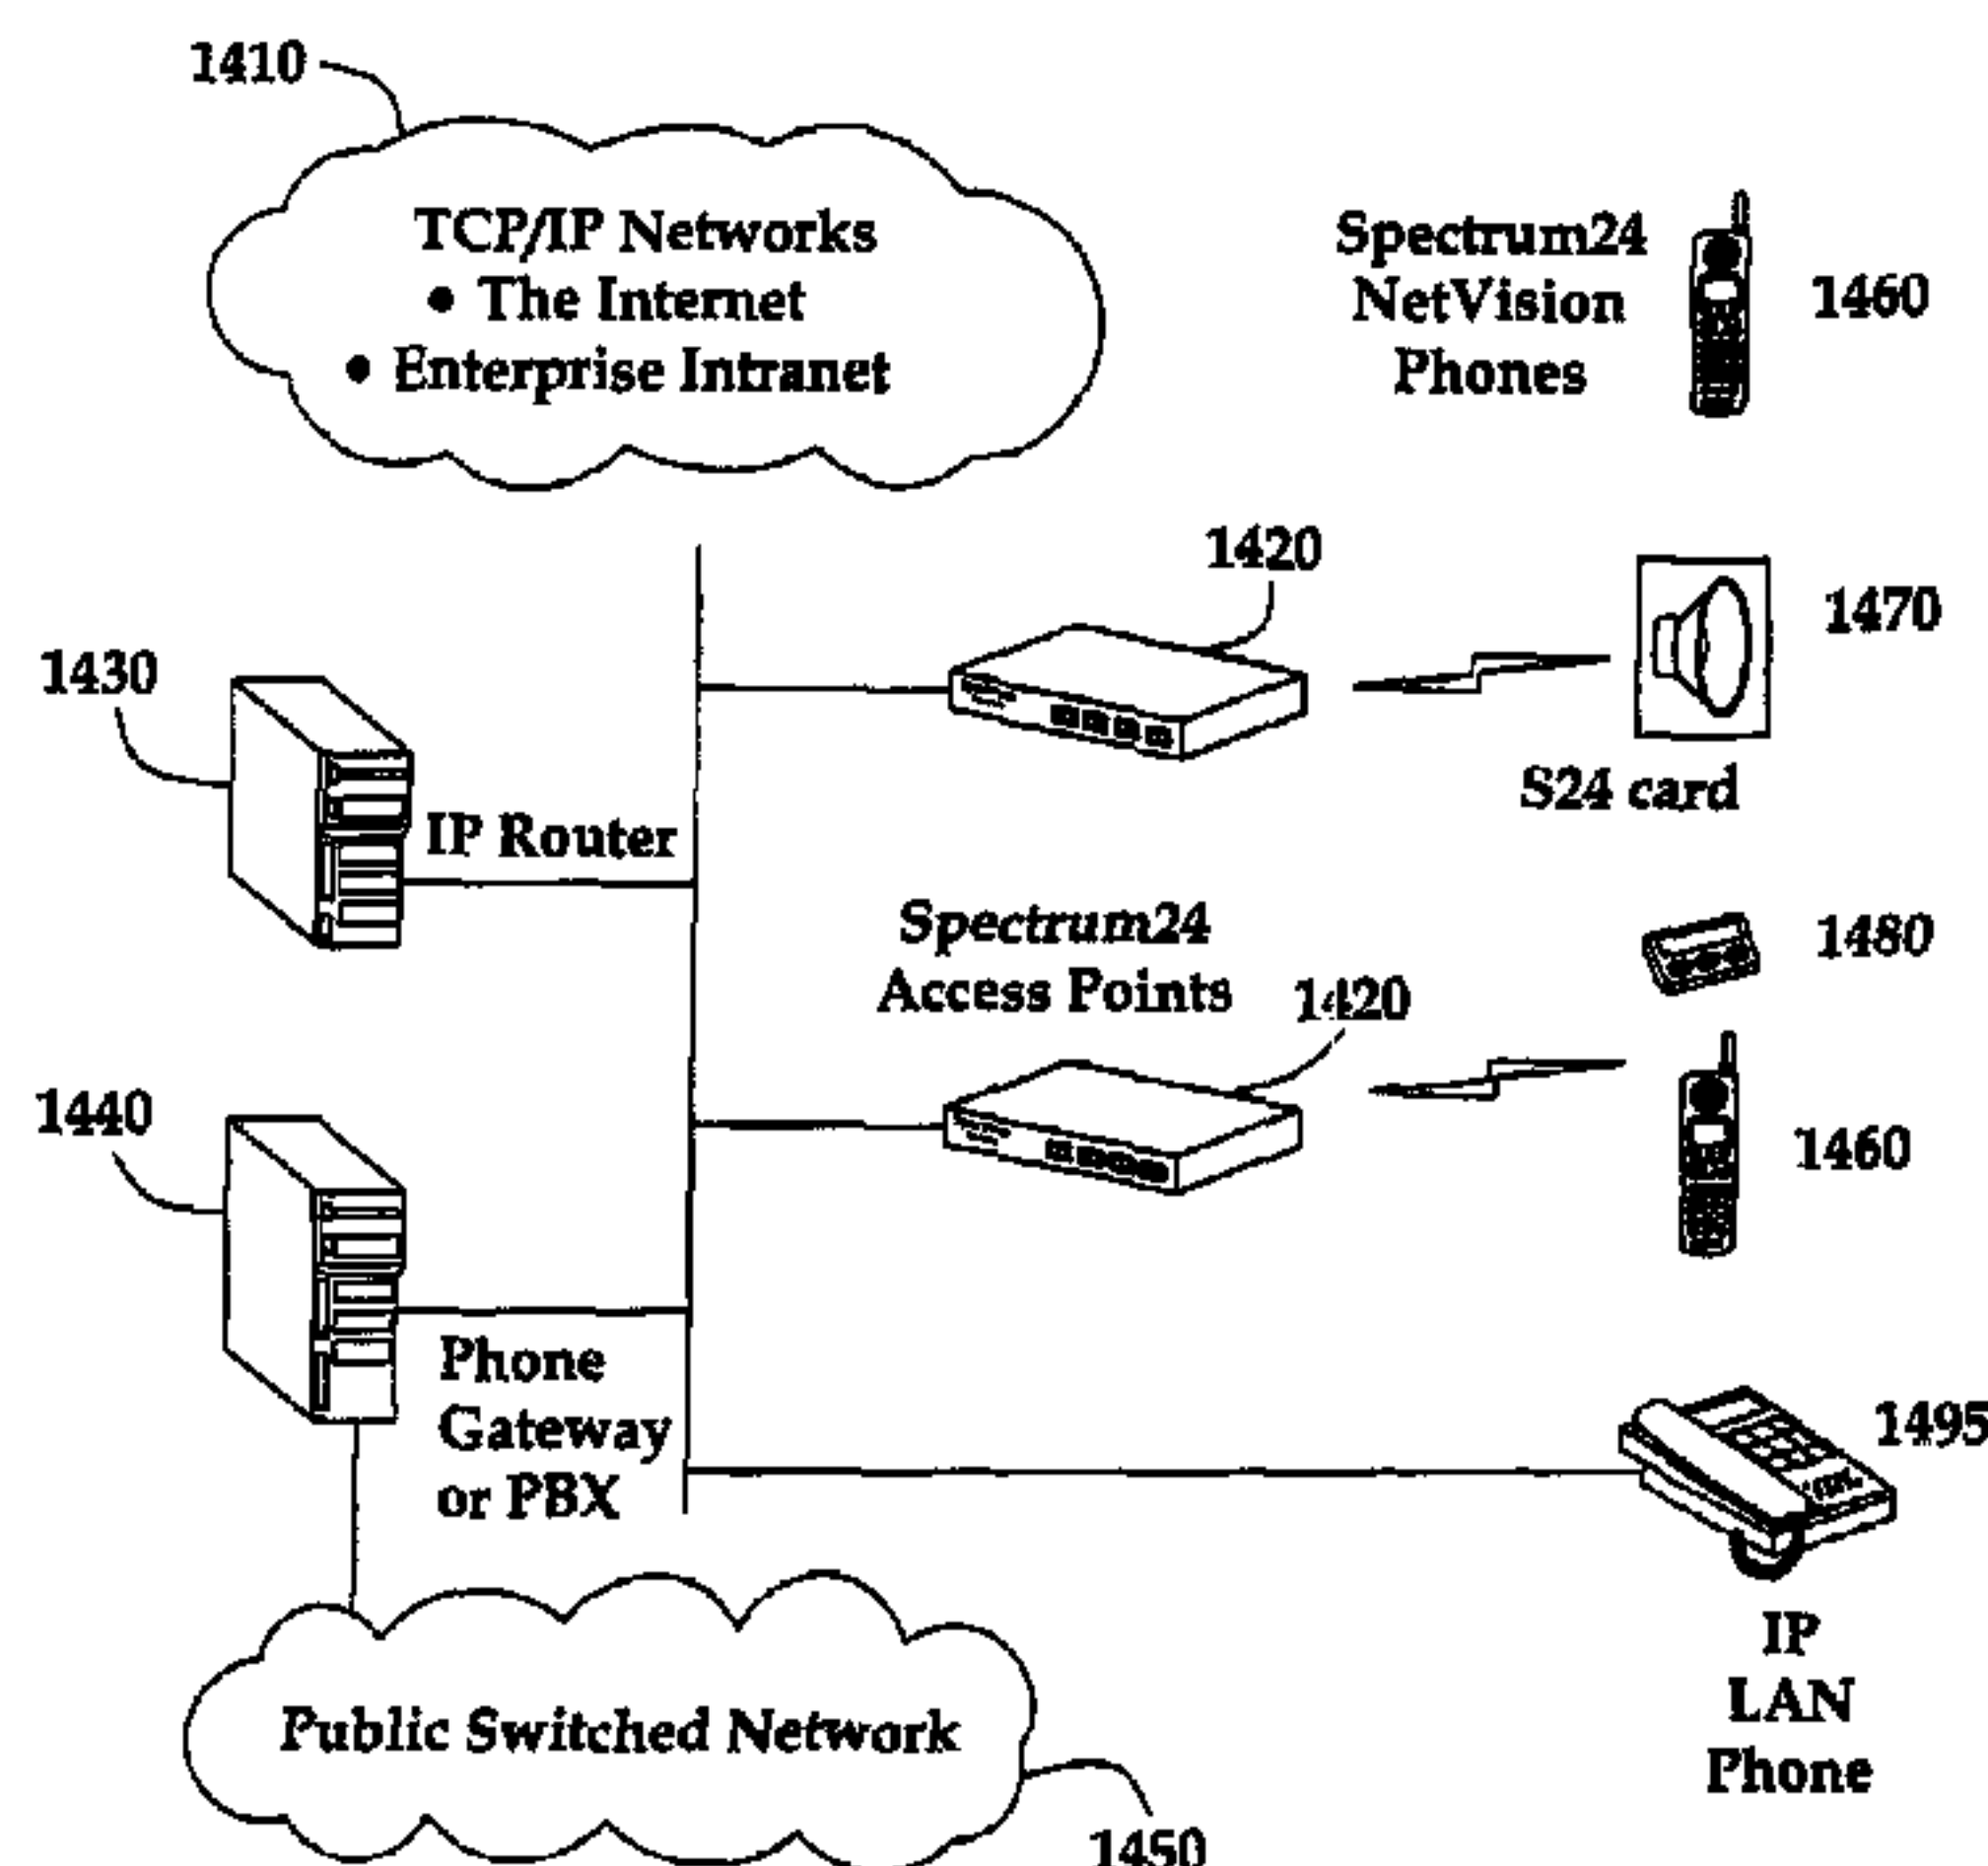 1410
TCP/IP Networks
• The Internet
• Enterprise Intranet
Spectrum24
NetVision
Phones
1460
1420
1470
S24 card
1430
IP Router
Spectrum24
Access Points
1420
1480
1460
1440
Phone
Gateway
or PBX
1495
IP
LAN
Phone
Public Switched Network
1450